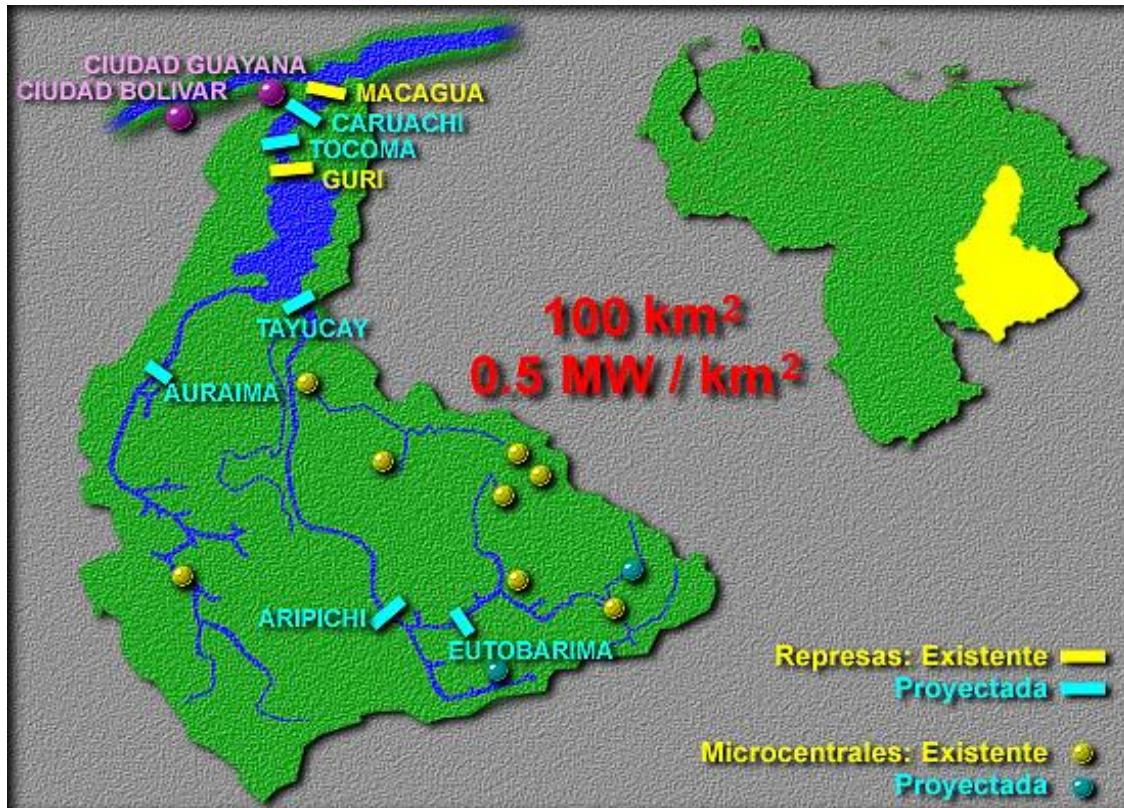 CIUDAD GUAYANA
CIUDAD BOLIVAR
MACAGUA
CARUACHI
TOCOMA
GURI
TAYUCAY
100 km²
0.5 MW / km²
AURAIMA
ARIPICHI
EUTOBARIMA
Represas: Existente
Proyectada
Microcentrales: Existente
Proyectada